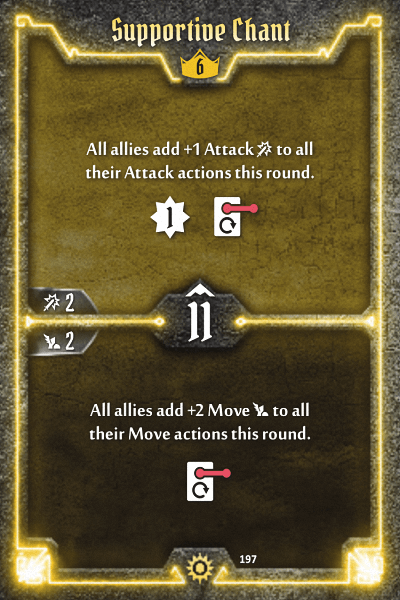 Supportive Chant
6
All allies add +1 Attack to all
their Attack actions this round.
1
2
11
2
All allies add +2 Move to all
their Move actions this round.
197